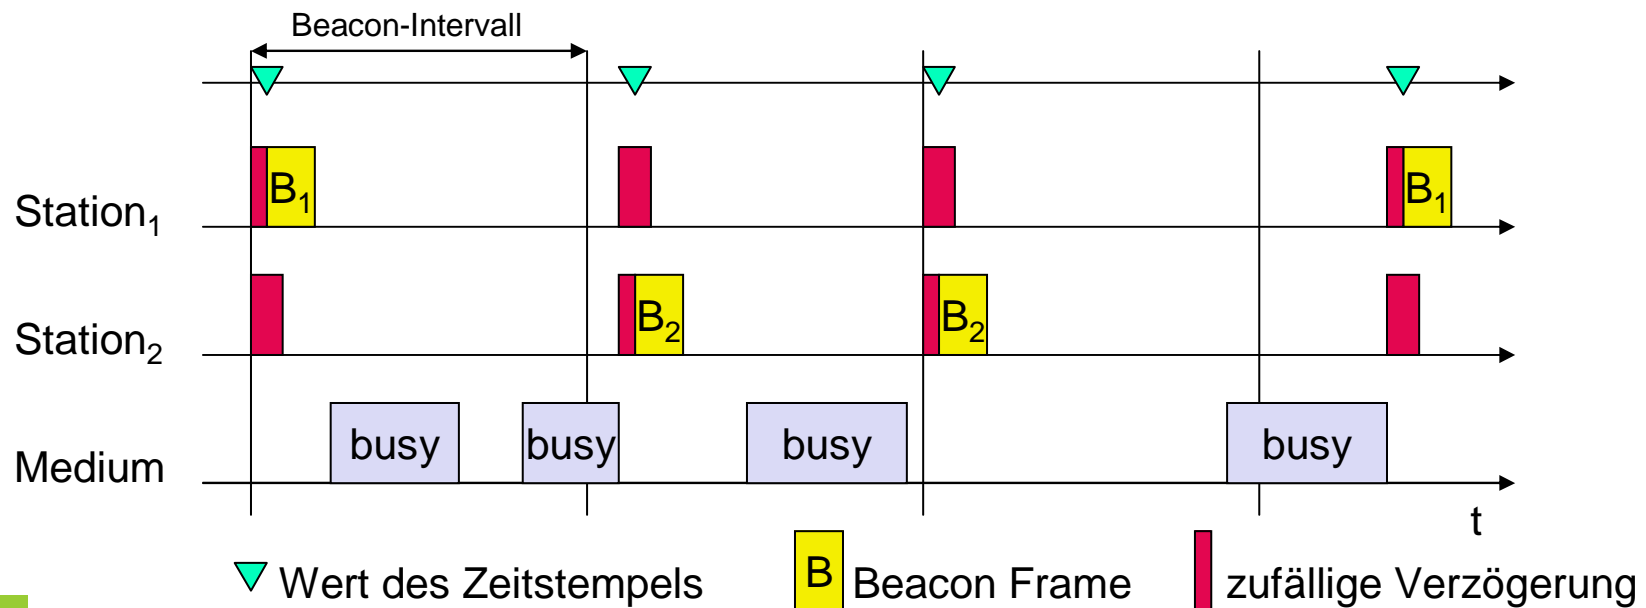 Beacon-Intervall
Station₁ B₁ B₁
Station₂ B₂ B₂
Medium busy busy busy busy
t
Wert des Zeitstempels B Beacon Frame zufällige Verzögerung